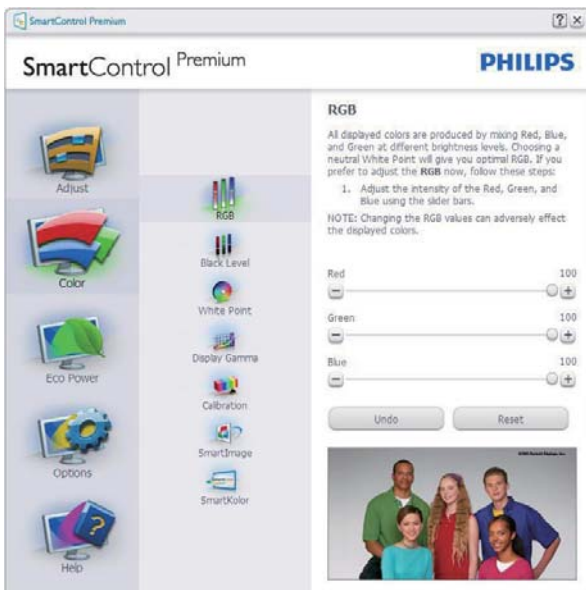 SmartControl Premium
? ×
SmartControl Premium
PHILIPS
Adjust
Color
Eco Power
Options
Help
RGB
Black Level
White Point
Display Gamma
Calibration
SmartImage
SmartKolor
RGB
All displayed colors are produced by mixing Red, Blue,
and Green at different brightness levels. Choosing a
neutral White Point will give you optimal RGB. If you
prefer to adjust the RGB now, follow these steps:
1. Adjust the intensity of the Red, Green, and
Blue using the slider bars.
NOTE: Changing the RGB values can adversely effect
the displayed colors.
Red 100
Green 100
Blue 100
Undo Reset